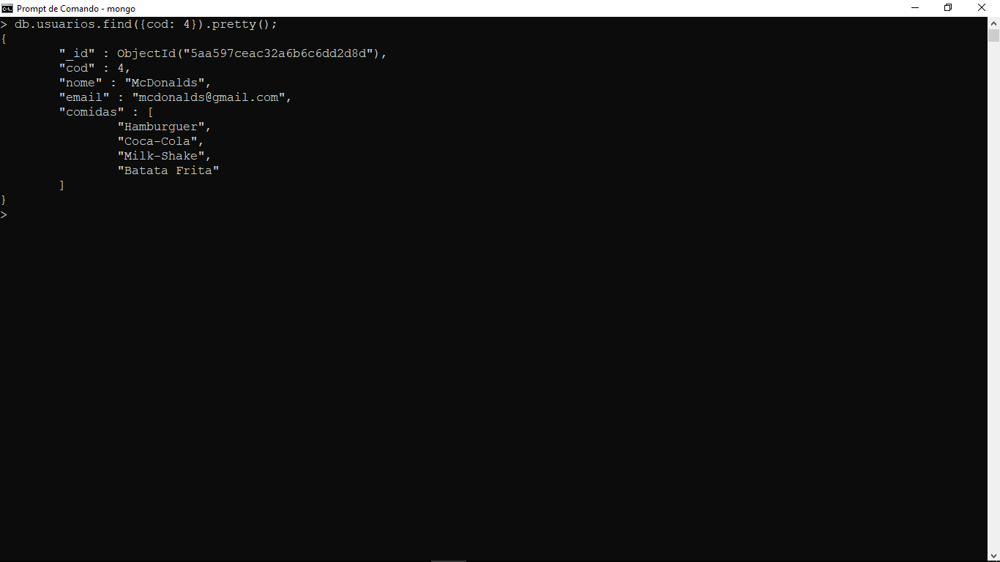 Prompt de Comando - mongo
> db.usuarios.find({cod: 4}).pretty();
{
"_id" : ObjectId("5aa597ceac32a6b6c6dd2d8d"),
"cod" : 4,
"nome" : "McDonalds",
"email" : "mcdonalds@gmail.com",
"comidas" : [
"Hamburguer",
"Coca-Cola",
"Milk-Shake",
"Batata Frita"
]
}
>